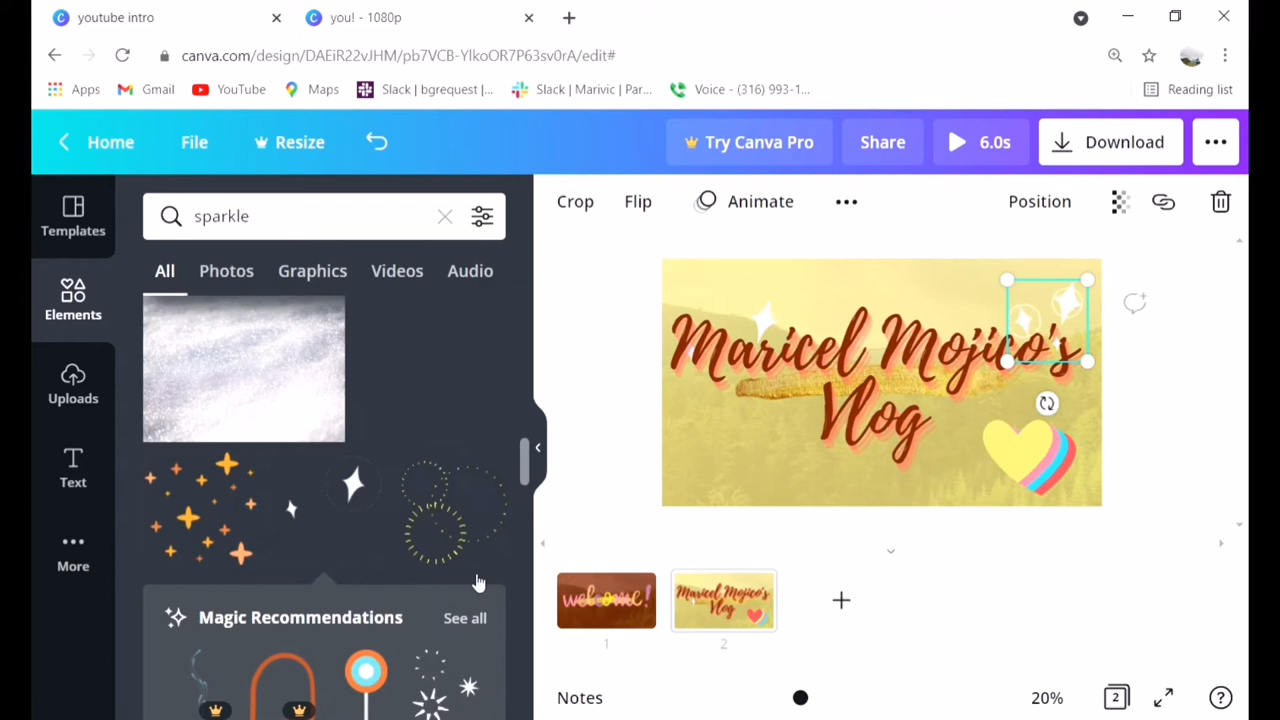 youtube intro
you! - 1080p
canva.com/design/DAEiR22vJHM/pb7VCB-YlkoOR7P63sv0rA/edit#
Apps Gmail YouTube Maps Slack | bgrequest |... Slack | Marivic | Par... Voice - (316) 993-1... Reading list
Home File Resize Try Canva Pro Share 6.0s Download
Templates
Elements
Uploads
Text
More
sparkle
All Photos Graphics Videos Audio
Magic Recommendations See all
Crop Flip Animate Position
Maricel Mojico's
Vlog
welcome!
1
Maricel Mojico's
Vlog
2
Notes 20% 2